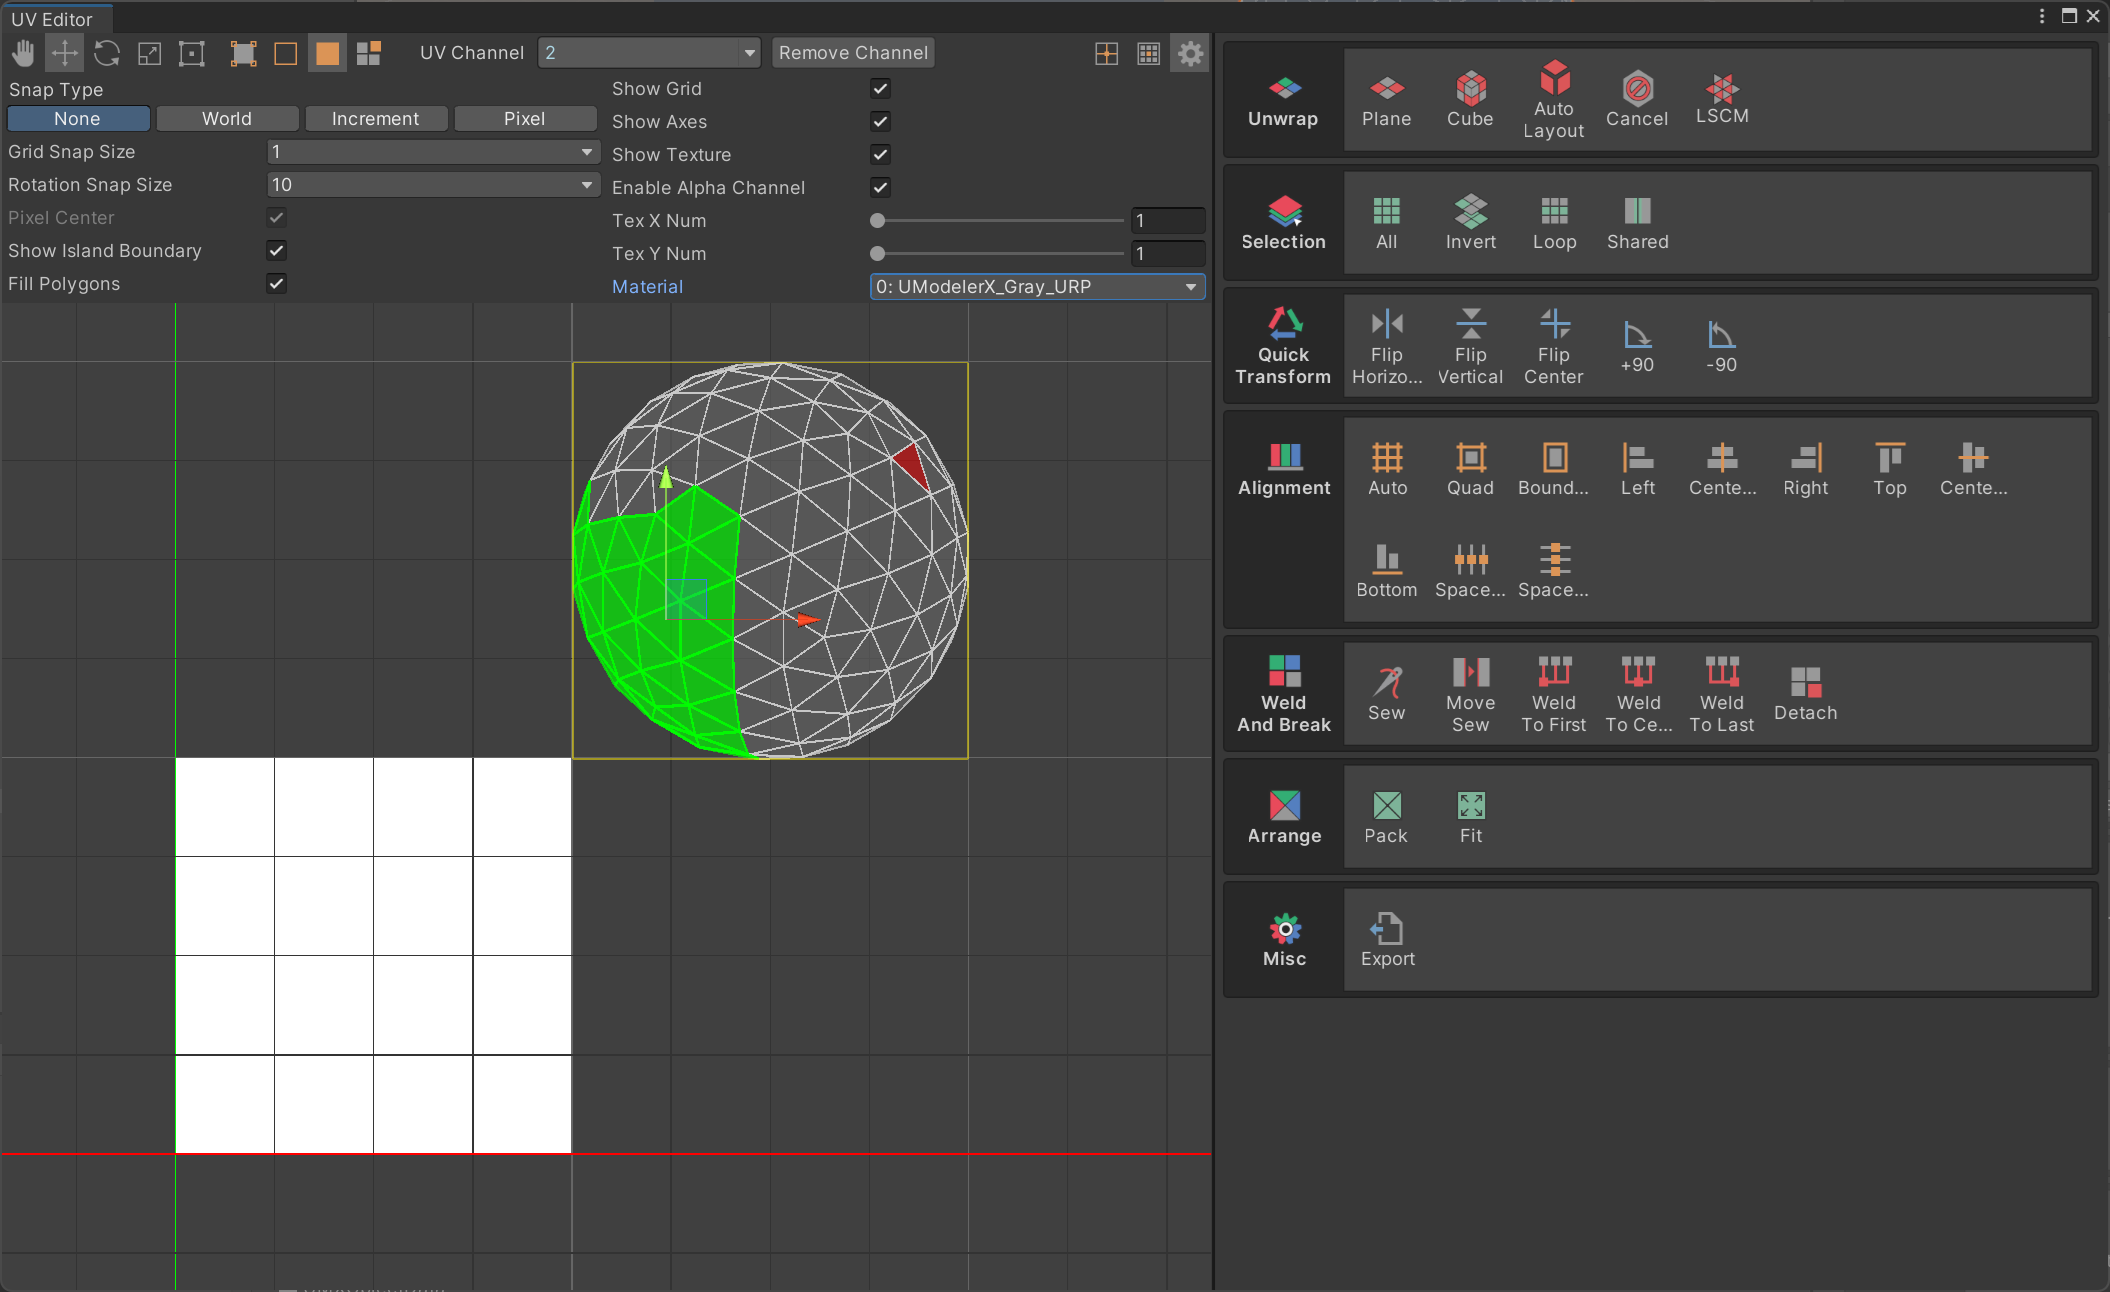 UV Editor
UV Channel
2
Remove Channel
Snap Type
None
World
Increment
Pixel
Grid Snap Size
1
Rotation Snap Size
10
Pixel Center
Show Island Boundary
Fill Polygons
Show Grid
Show Axes
Show Texture
Enable Alpha Channel
Tex X Num
1
Tex Y Num
1
Material
0: UModelerX_Gray_URP
Unwrap
Plane
Cube
Auto
Layout
Cancel
LSCM
Selection
All
Invert
Loop
Shared
Quick
Transform
Flip
Horizo...
Flip
Vertical
Flip
Center
+90
-90
Alignment
Auto
Quad
Bound...
Left
Cente...
Right
Top
Cente...
Bottom
Space...
Space...
Weld
And Break
Sew
Move
Sew
Weld
To First
Weld
To Ce...
Weld
To Last
Detach
Arrange
Pack
Fit
Misc
Export